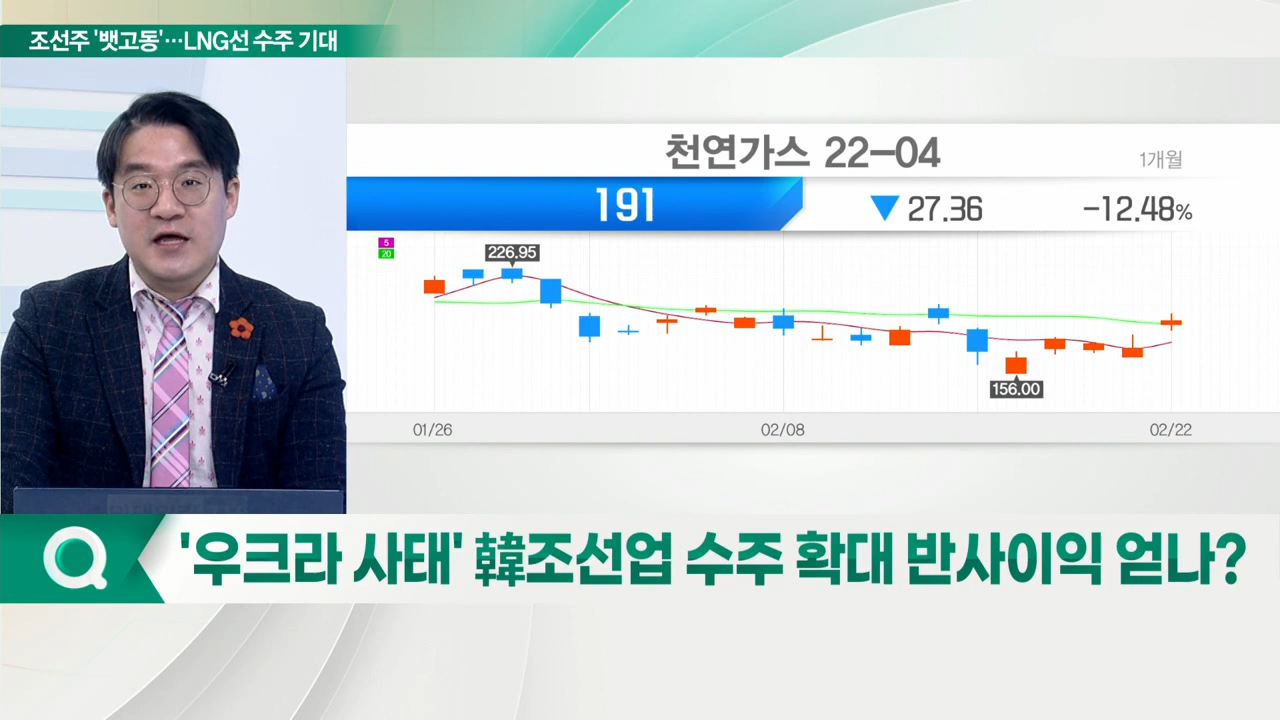 조선주 '뱃고동'…LNG선 수주 기대
천연가스 22-04
1개월
191
▼ 27.36
-12.48%
5
20
226.95
156.00
01/26
02/08
02/22
'우크라 사태' 韓조선업 수주 확대 반사이익 얻나?